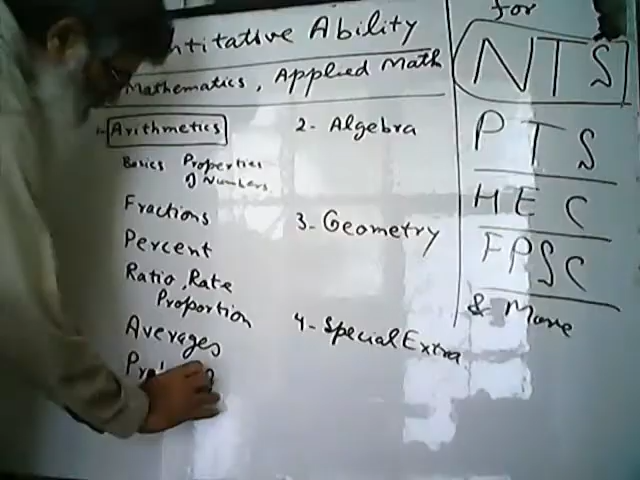 Ability
Mathematics, Applied Math
Arithmetics
Basics Properties
of Numbers
Fractions
Percent
Ratio, Rate
Proportion
Averages
2- Algebra
3- Geometry
4- Special Extra
for
NTS
PTS
HEC
FPSC
& More